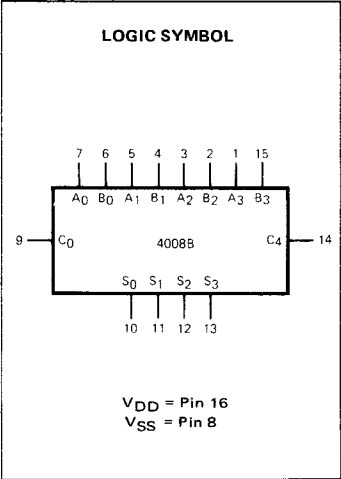 LOGIC SYMBOL
7 6 5 4 3 2 1 15
A0 B0 A1 B1 A2 B2 A3 B3
9 C0 4008B C4 14
S0 S1 S2 S3
10 11 12 13
VDD = Pin 16
VSS = Pin 8